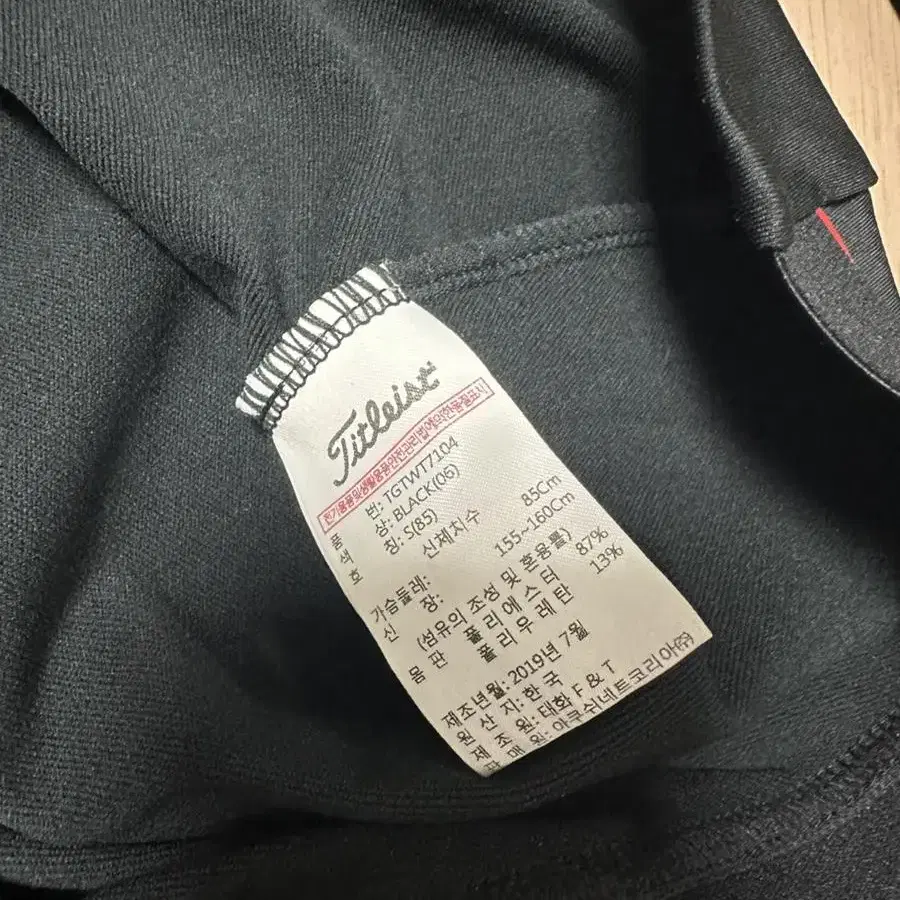 Titleist
전기용품및생활용품안전관리법에의한품질표시
품 번: TGTWT7104
색 상: BLACK(06)
호 칭: S(85)
신체치수
가슴둘레: 85Cm
신 장: 155~160Cm
(섬유의 조성 및 혼용률)
몸 판 폴리에스터 87%
폴리우레탄 13%
제조년월: 2019년 7월
원 산 지: 한국
제 조 원: 태화 F & T
판 매 원: 아쿠쉬네트코리아㈜